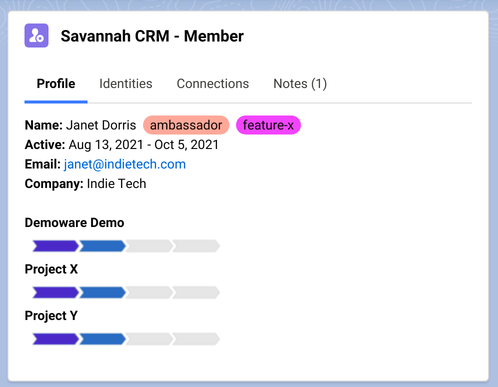 Savannah CRM - Member
Profile Identities Connections Notes (1)
Name: Janet Dorris ambassador feature-x
Active: Aug 13, 2021 - Oct 5, 2021
Email: janet@indietech.com
Company: Indie Tech
Demoware Demo
Project X
Project Y